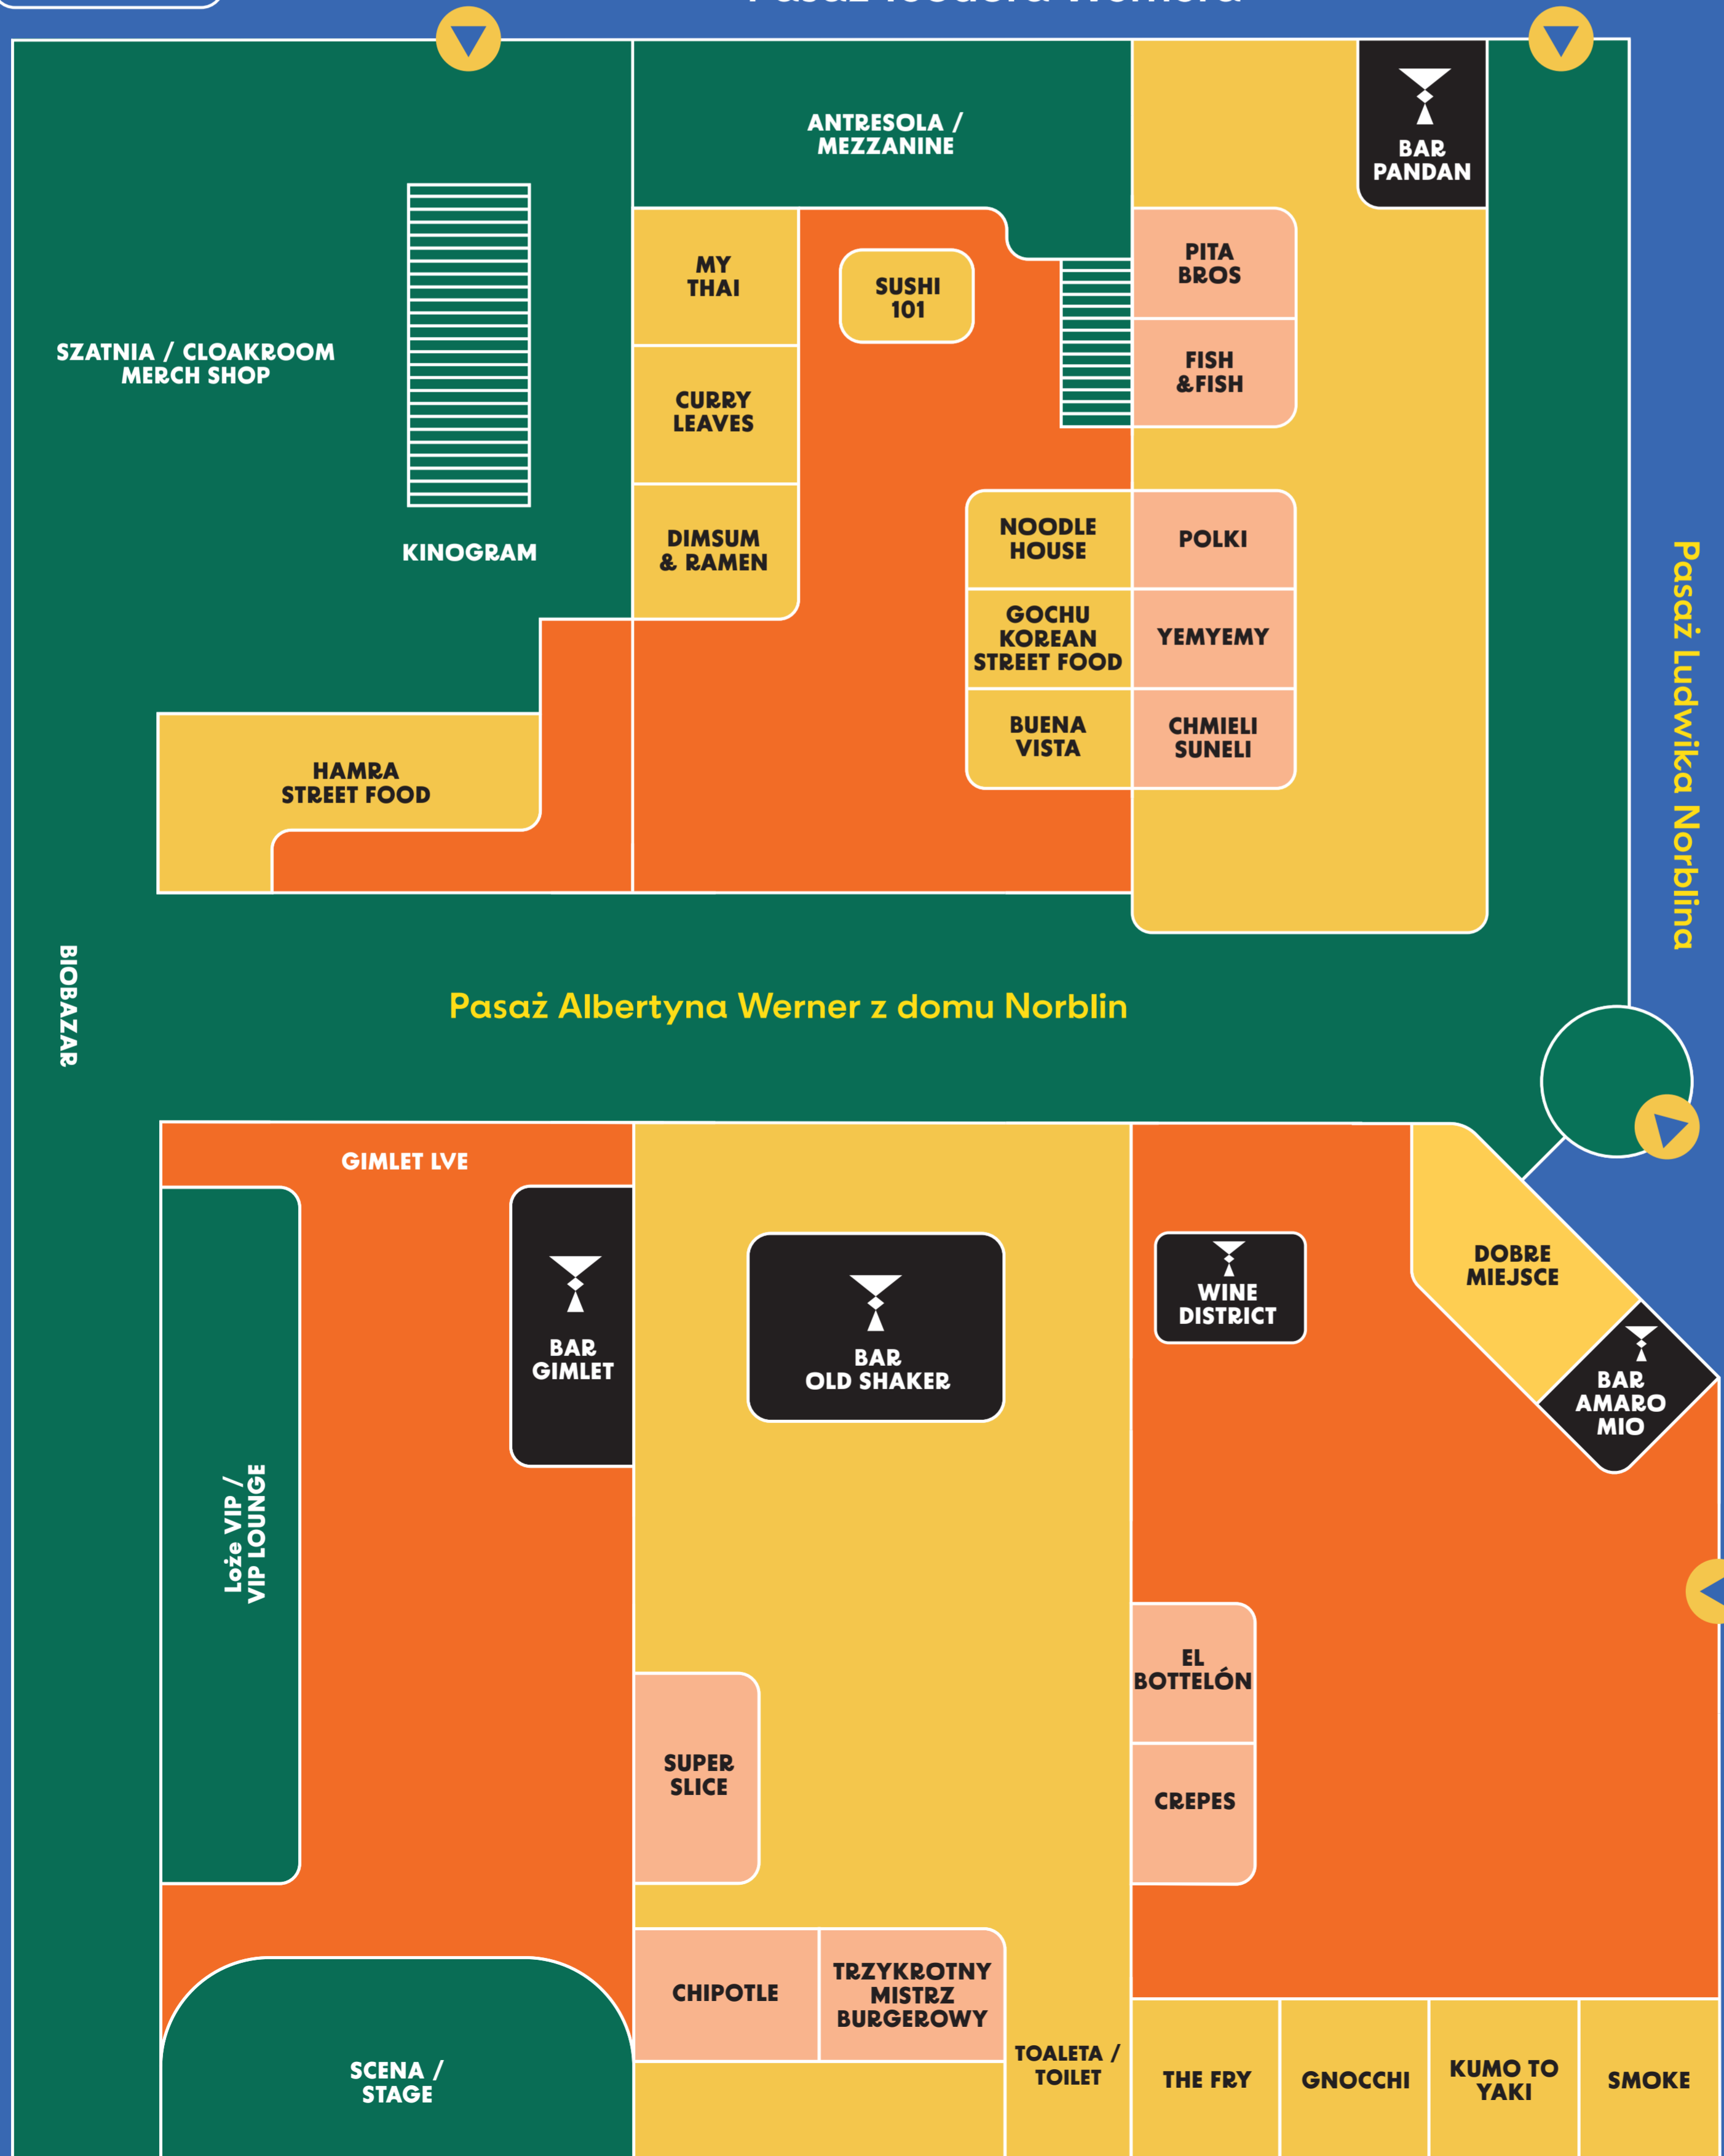 ANTRESOLA /
MEZZANINE
BAR
PANDAN
SZATNIA / CLOAKROOM
MERCH SHOP
KINOGRAM
MY
THAI
SUSHI
101
PITA
BROS
CURRY
LEAVES
FISH
&FISH
DIMSUM
& RAMEN
NOODLE
HOUSE
POLKI
GOCHU
KOREAN
STREET FOOD
YEMYEMY
BUENA
VISTA
CHMIELI
SUNELI
HAMRA
STREET FOOD
Pasaż Ludwika Norblina
BIOBAZAR
Pasaż Albertyna Werner z domu Norblin
GIMLET LVE
BAR
GIMLET
BAR
OLD SHAKER
WINE
DISTRICT
DOBRE
MIEJSCE
BAR
AMARO
MIO
Loże VIP /
VIP LOUNGE
EL
BOTTELÓN
SUPER
SLICE
CREPES
CHIPOTLE
TRZYKROTNY
MISTRZ
BURGEROWY
SCENA /
STAGE
TOALETA /
TOILET
THE FRY
GNOCCHI
KUMO TO
YAKI
SMOKE